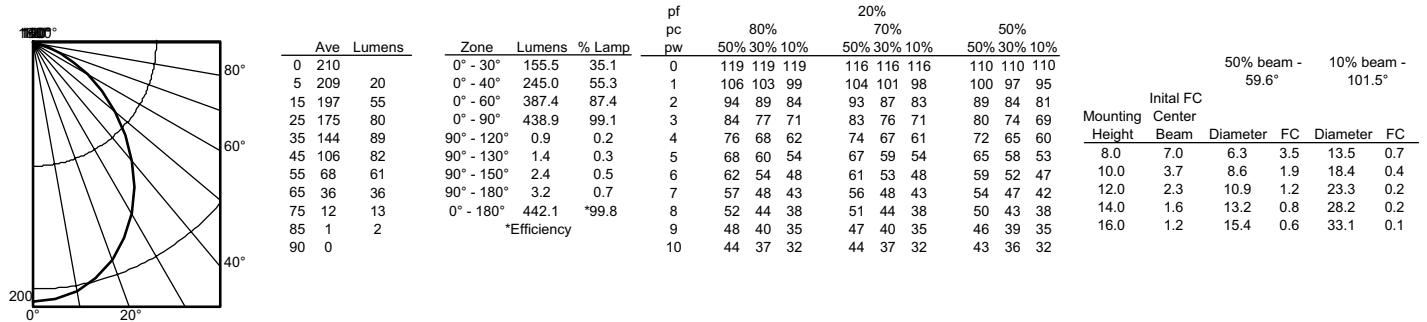 80°
60°
40°
200
0° 20°
Ave Lumens
0 210
5 209 20
15 197 55
25 175 80
35 144 89
45 106 82
55 68 61
65 36 36
75 12 13
85 1 2
90 0
Zone Lumens % Lamp
0° - 30° 155.5 35.1
0° - 40° 245.0 55.3
0° - 60° 387.4 87.4
0° - 90° 438.9 99.1
90° - 120° 0.9 0.2
90° - 130° 1.4 0.3
90° - 150° 2.4 0.5
90° - 180° 3.2 0.7
0° - 180° 442.1 *99.8
*Efficiency
pf 20%
pc 80% 70% 50%
pw 50% 30% 10% 50% 30% 10% 50% 30% 10%
0 119 119 119 116 116 116 110 110 110
1 106 103 99 104 101 98 100 97 95
2 94 89 84 93 87 83 89 84 81
3 84 77 71 83 76 71 80 74 69
4 76 68 62 74 67 61 72 65 60
5 68 60 54 67 59 54 65 58 53
6 62 54 48 61 53 48 59 52 47
7 57 48 43 56 48 43 54 47 42
8 52 44 38 51 44 38 50 43 38
9 48 40 35 47 40 35 46 39 35
10 44 37 32 44 37 32 43 36 32
50% beam - 10% beam -
59.6° 101.5°
Inital FC
Mounting Center
Height Beam Diameter FC Diameter FC
8.0 7.0 6.3 3.5 13.5 0.7
10.0 3.7 8.6 1.9 18.4 0.4
12.0 2.3 10.9 1.2 23.3 0.2
14.0 1.6 13.2 0.8 28.2 0.2
16.0 1.2 15.4 0.6 33.1 0.1